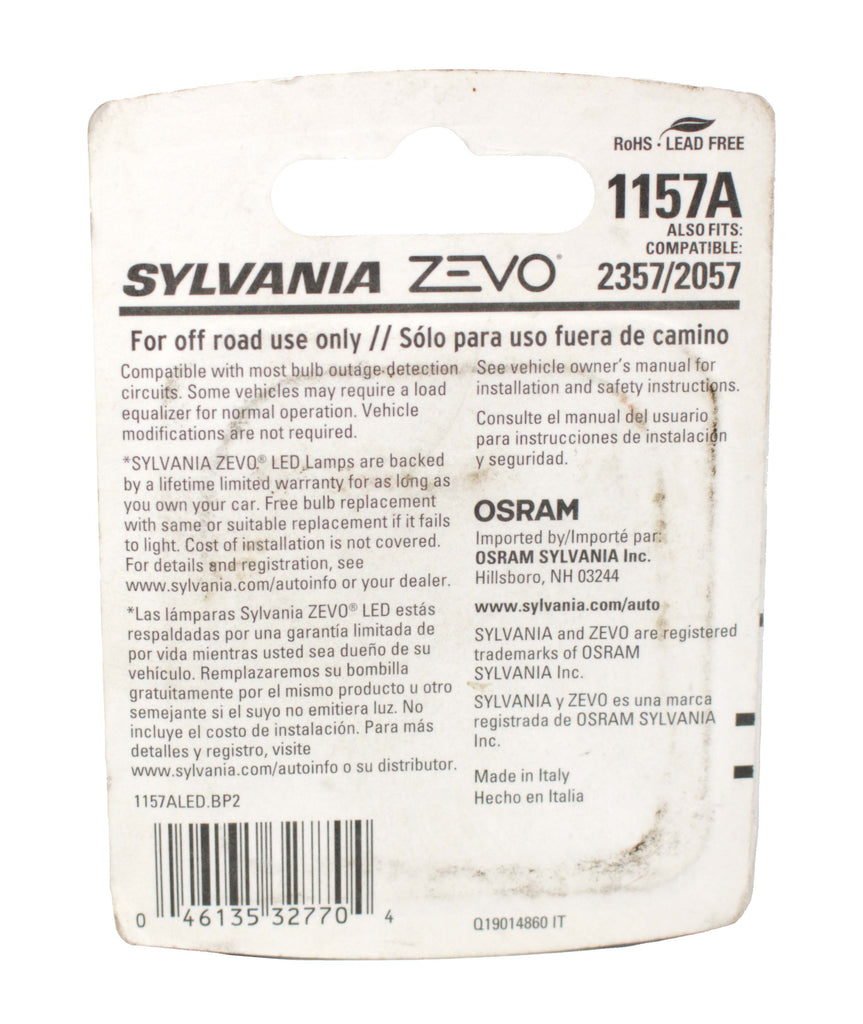 RoHS · LEAD FREE
1157A
ALSO FITS:
COMPATIBLE:
2357/2057
SYLVANIA ZEVO®
For off road use only // Sólo para uso fuera de camino
Compatible with most bulb outage detection
circuits. Some vehicles may require a load
equalizer for normal operation. Vehicle
modifications are not required.
*SYLVANIA ZEVO® LED Lamps are backed
by a lifetime limited warranty for as long as
you own your car. Free bulb replacement
with same or suitable replacement if it fails
to light. Cost of installation is not covered.
For details and registration, see
www.sylvania.com/autoinfo or your dealer.
*Las lámparas Sylvania ZEVO® LED estás
respaldadas por una garantía limitada de
por vida mientras usted sea dueño de su
vehículo. Remplazaremos su bombilla
gratuitamente por el mismo producto u otro
semejante si el suyo no emitiera luz. No
incluye el costo de instalación. Para más
detalles y registro, visite
www.sylvania.com/autoinfo o su distributor.
1157ALED.BP2
0 46135 32770 4
See vehicle owner's manual for
installation and safety instructions.
Consulte el manual del usuario
para instrucciones de instalación
y seguridad.
OSRAM
Imported by/Importé par:
OSRAM SYLVANIA Inc.
Hillsboro, NH 03244
www.sylvania.com/auto
SYLVANIA and ZEVO are registered
trademarks of OSRAM
SYLVANIA Inc.
SYLVANIA y ZEVO es una marca
registrada de OSRAM SYLVANIA
Inc.
Made in Italy
Hecho en Italia
Q19014860 IT